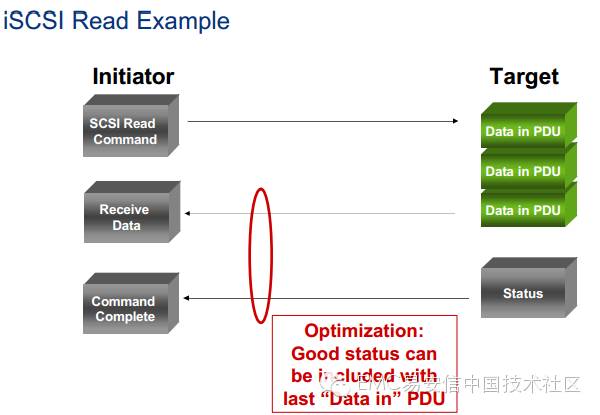 iSCSI Read Example
Initiator
Target
SCSI Read
Command
Data in PDU
Data in PDU
Receive
Data
Data in PDU
Command
Complete
Status
Optimization:
Good status can
be included with
last “Data in” PDU
EMC易安信中国技术社区